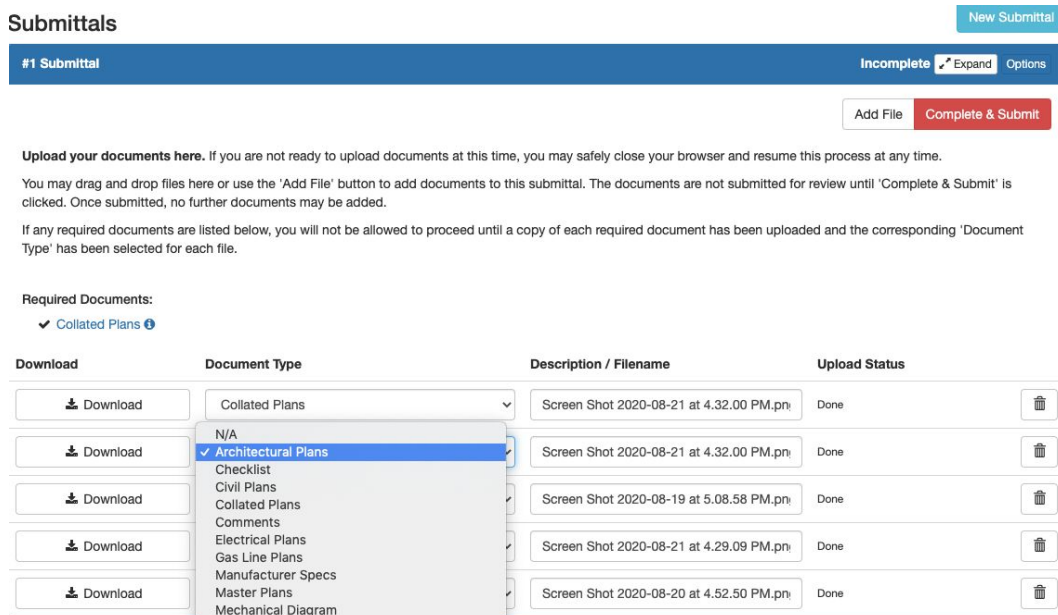 Submittals
New Submittal
#1 Submittal
Incomplete Expand Options
Add File Complete & Submit
Upload your documents here. If you are not ready to upload documents at this time, you may safely close your browser and resume this process at any time.
You may drag and drop files here or use the 'Add File' button to add documents to this submittal. The documents are not submitted for review until 'Complete & Submit' is
clicked. Once submitted, no further documents may be added.
If any required documents are listed below, you will not be allowed to proceed until a copy of each required document has been uploaded and the corresponding 'Document
Type' has been selected for each file.
Required Documents:
Collated Plans
Download Document Type Description / Filename Upload Status
Download Collated Plans Screen Shot 2020-08-21 at 4.32.00 PM.png Done
N/A
Download Architectural Plans Screen Shot 2020-08-21 at 4.32.00 PM.png Done
Checklist
Civil Plans
Download Collated Plans Screen Shot 2020-08-19 at 5.08.58 PM.png Done
Comments
Electrical Plans
Download Gas Line Plans Screen Shot 2020-08-21 at 4.29.09 PM.png Done
Manufacturer Specs
Download Master Plans Screen Shot 2020-08-20 at 4.52.50 PM.png Done
Mechanical Diagram